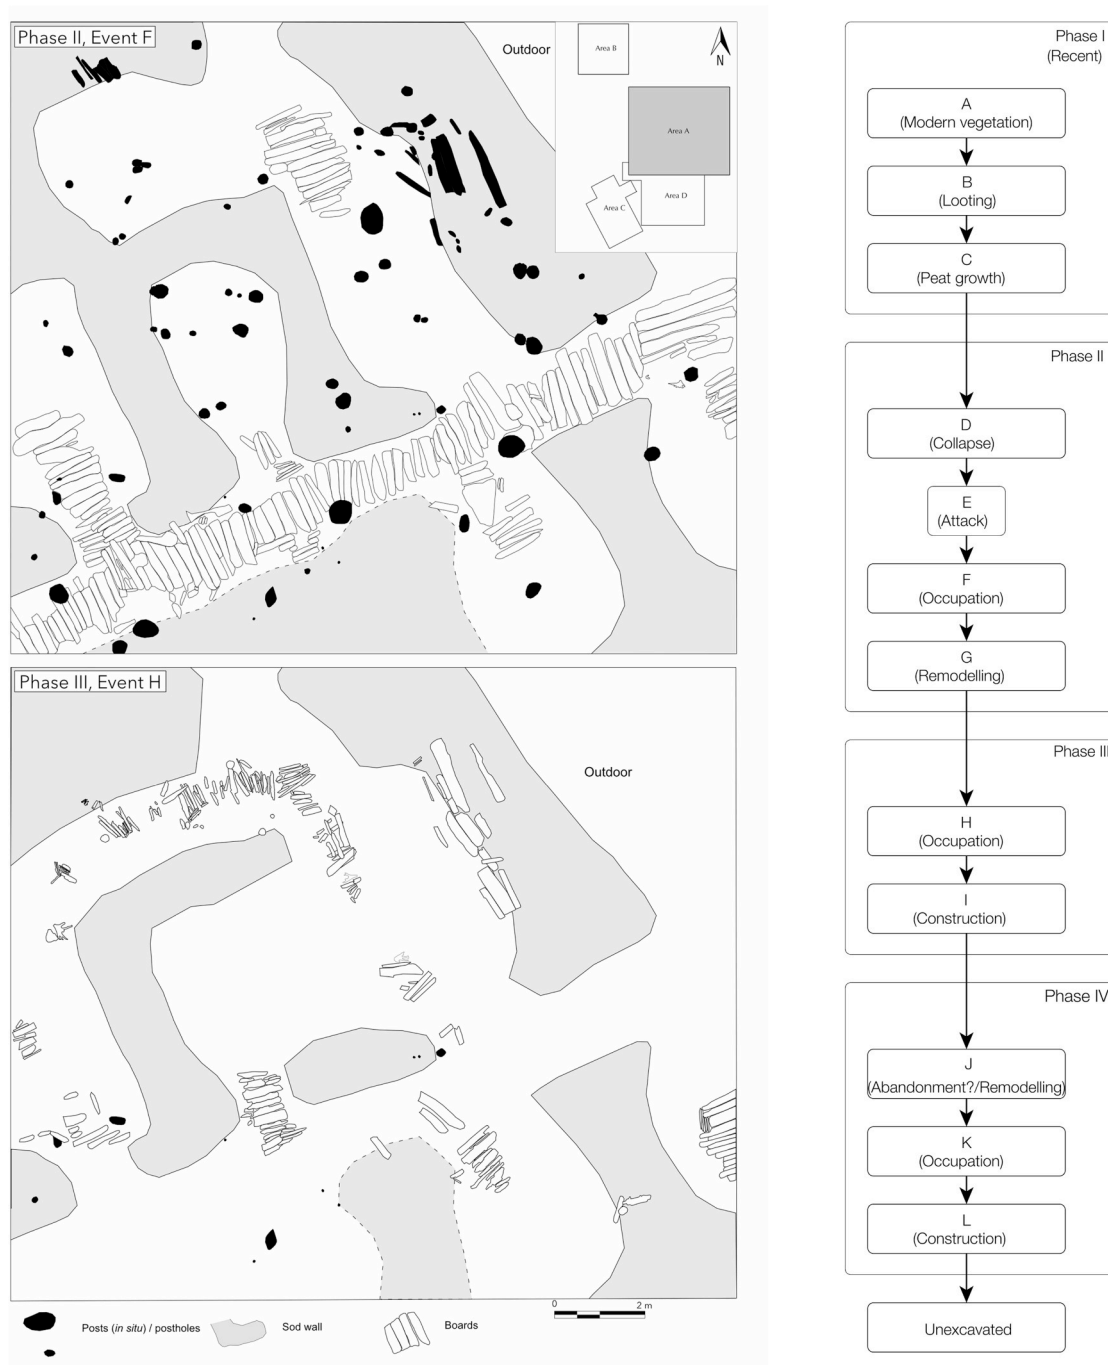 Phase II, Event F
Outdoor
Area B
N
Area A
Area C
Area D
Phase III, Event H
Outdoor
0
2 m
Posts (in situ) / postholes
Sod wall
Boards
Phase I
(Recent)
A
(Modern vegetation)
B
(Looting)
C
(Peat growth)
Phase II
D
(Collapse)
E
(Attack)
F
(Occupation)
G
(Remodelling)
Phase III
H
(Occupation)
I
(Construction)
Phase IV
J
(Abandonment?/Remodelling)
K
(Occupation)
L
(Construction)
Unexcavated